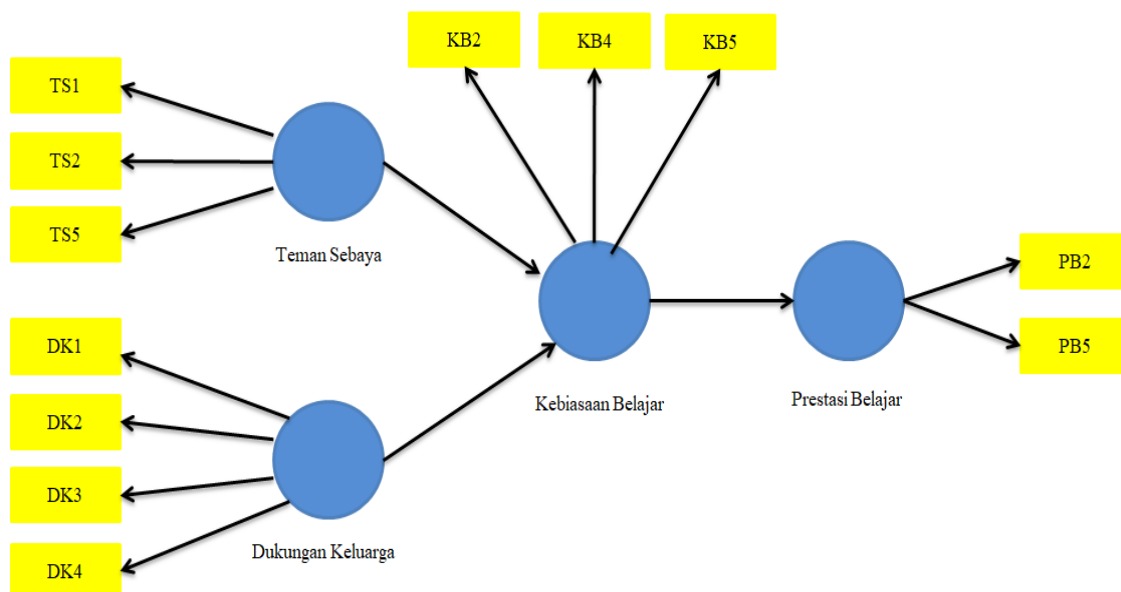 KB2
KB4
KB5
TS1
TS2
TS5
Teman Sebaya
PB2
PB5
DK1
DK2
DK3
DK4
Kebiasaan Belajar
Prestasi Belajar
Dukungan Keluarga